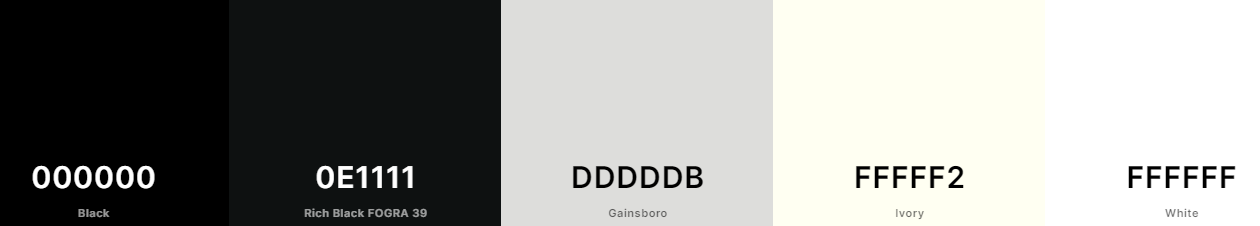 000000
Black
0E1111
Rich Black FOGRA 39
DDDDDB
Gainsboro
FFFFF2
Ivory
FFFFFF
White